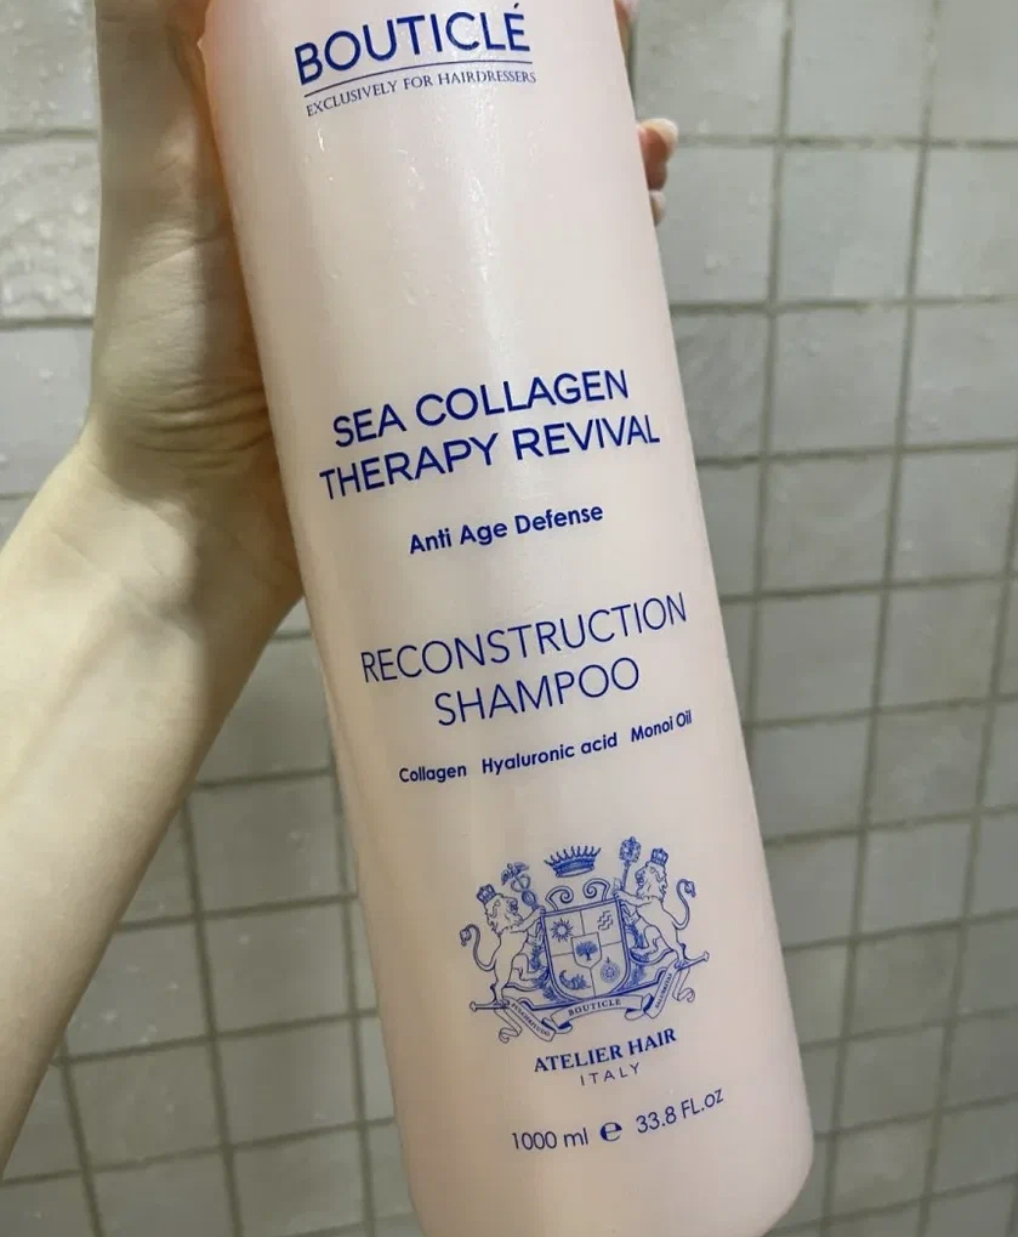 BOUTICLÉ
EXCLUSIVELY FOR HAIRDRESSERS
SEA COLLAGEN
THERAPY REVIVAL
Anti Age Defense
RECONSTRUCTION
SHAMPOO
Collagen Hyaluronic acid Monoi Oil
BOUTICLE
ATELIER HAIR
ITALY
1000 ml e 33.8 FL.oz